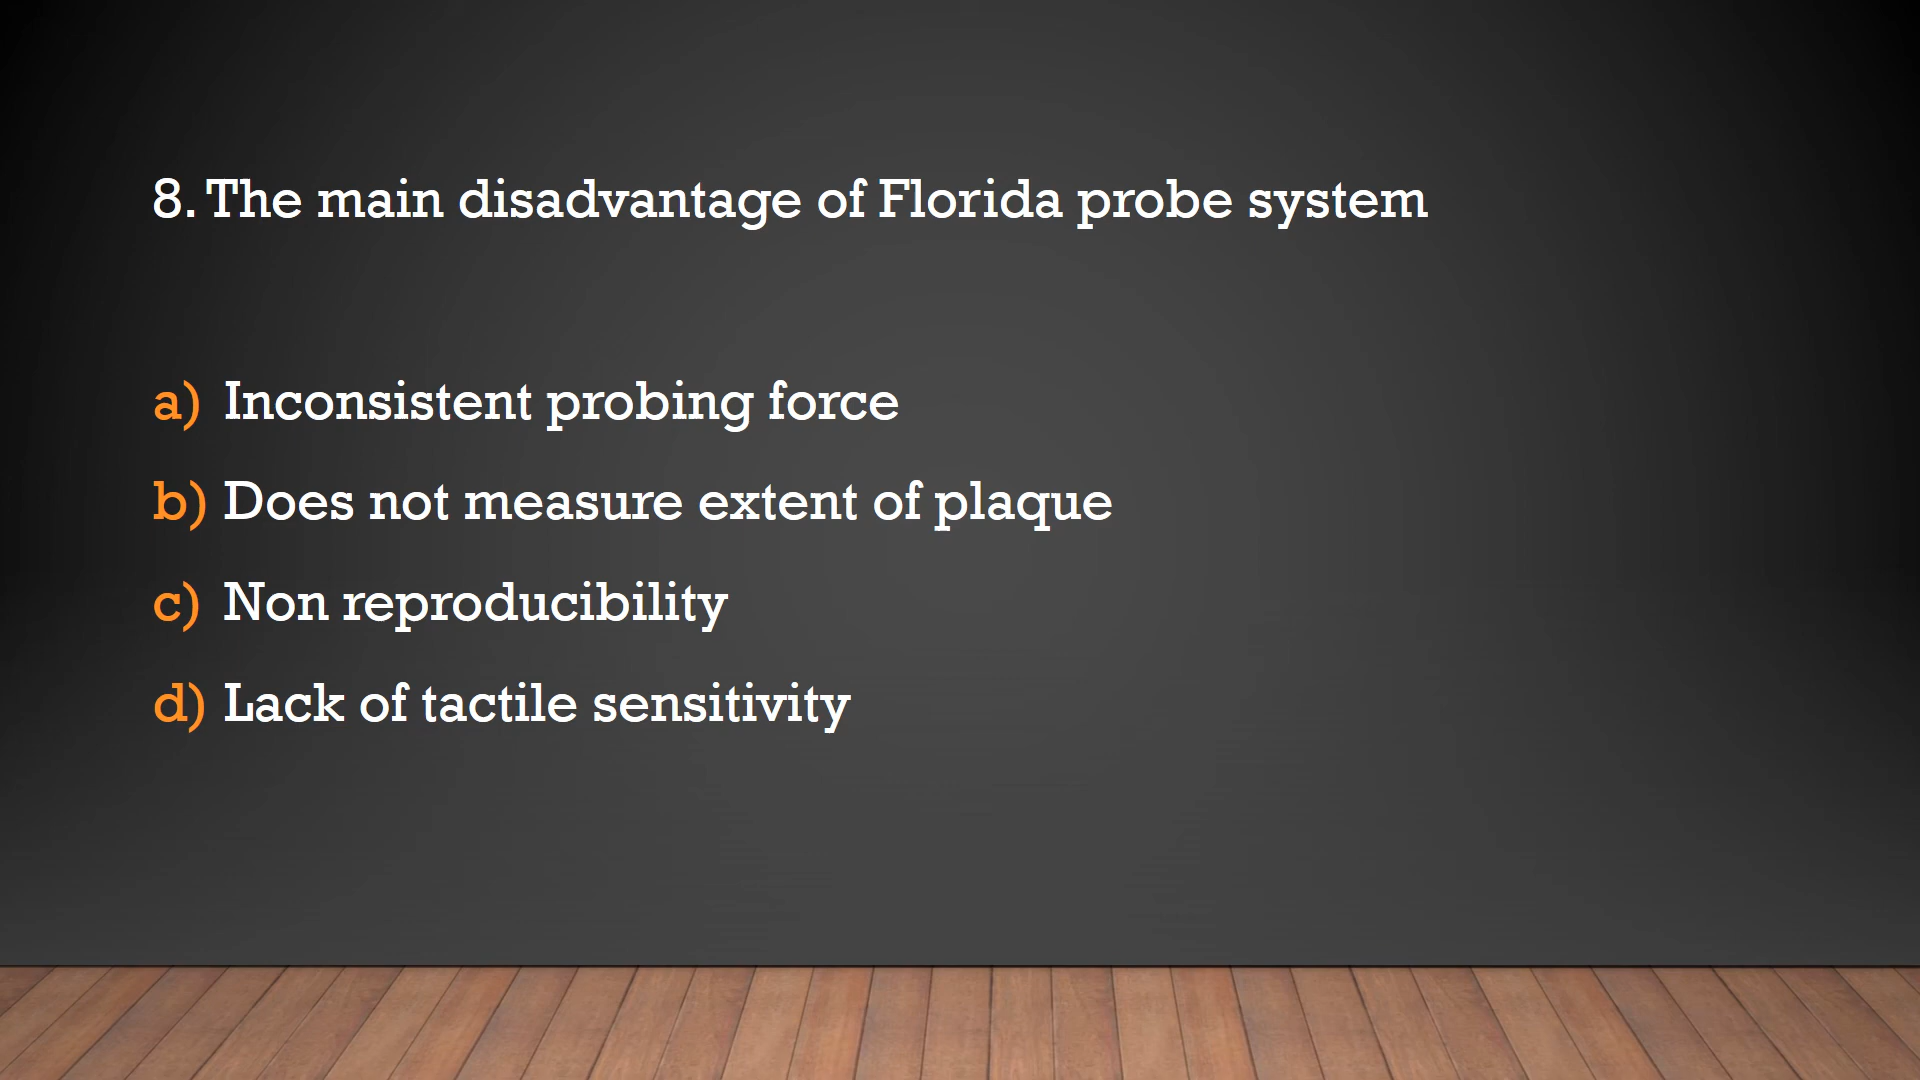 8. The main disadvantage of Florida probe system
a) Inconsistent probing force
b) Does not measure extent of plaque
c) Non reproducibility
d) Lack of tactile sensitivity